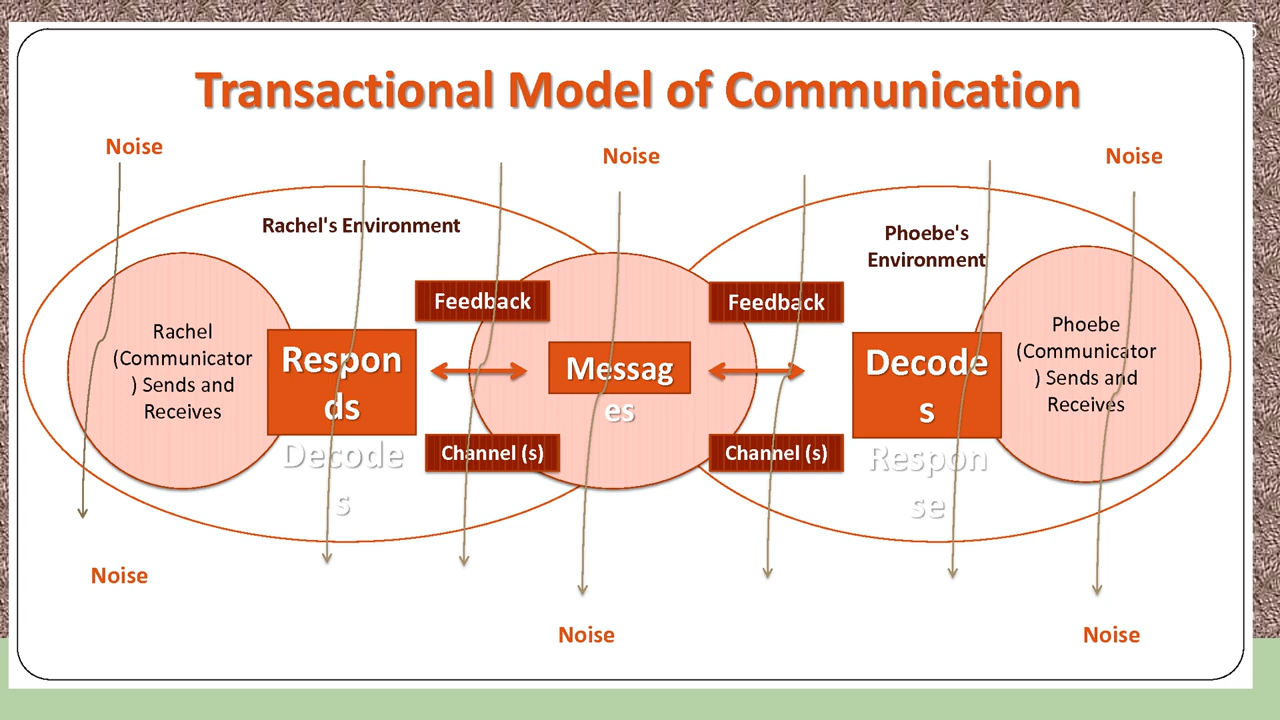 Transactional Model of Communication
Noise
Noise
Noise
Rachel's Environment
Phoebe's
Environment
Feedback
Feedback
Rachel
(Communicator
) Sends and
Receives
Respon
ds
Decode
s
Messag
es
Decode
s
Respon
se
Phoebe
(Communicator
) Sends and
Receives
Channel (s)
Channel (s)
Noise
Noise
Noise